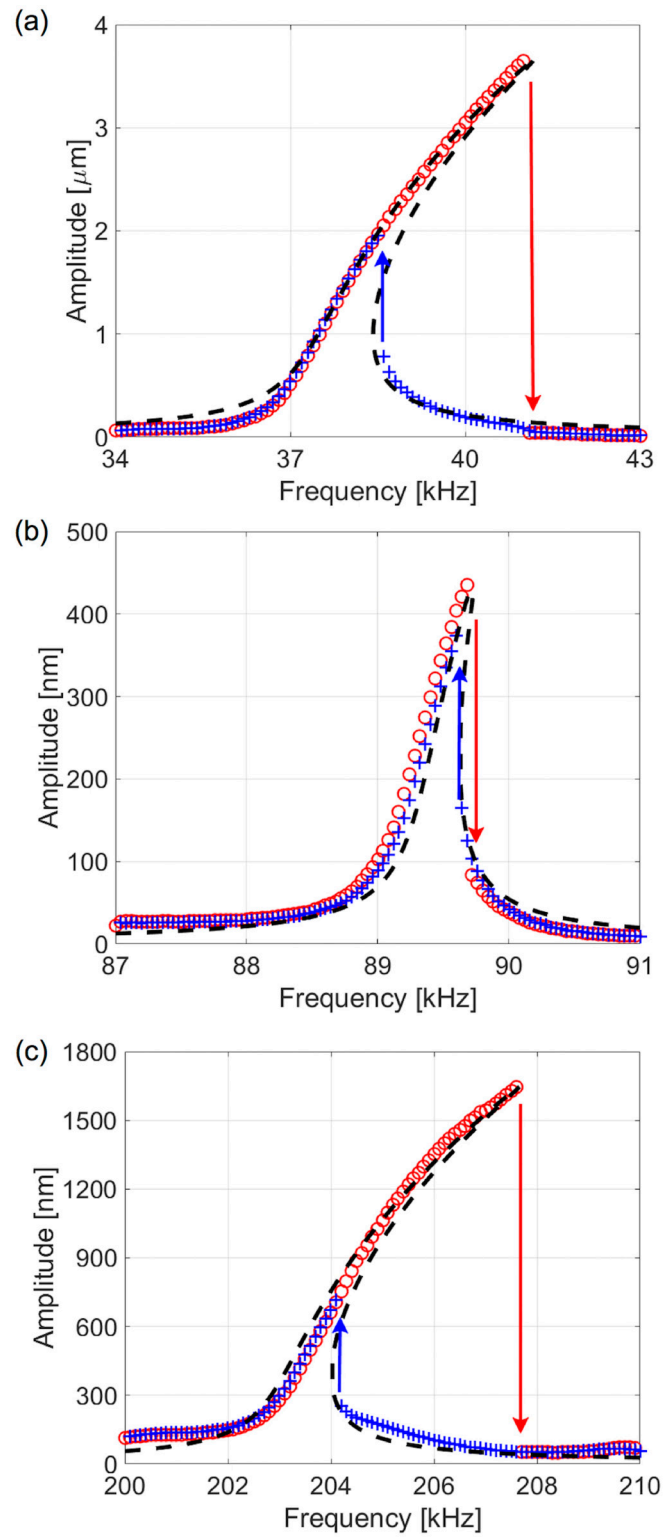 (a)
4
3
2
1
0
Amplitude [μm]
34 37 40 43
Frequency [kHz]
(b)
500
400
300
200
100
0
Amplitude [nm]
87 88 89 90 91
Frequency [kHz]
(c)
1800
1500
1200
900
600
300
0
Amplitude [nm]
200 202 204 206 208 210
Frequency [kHz]